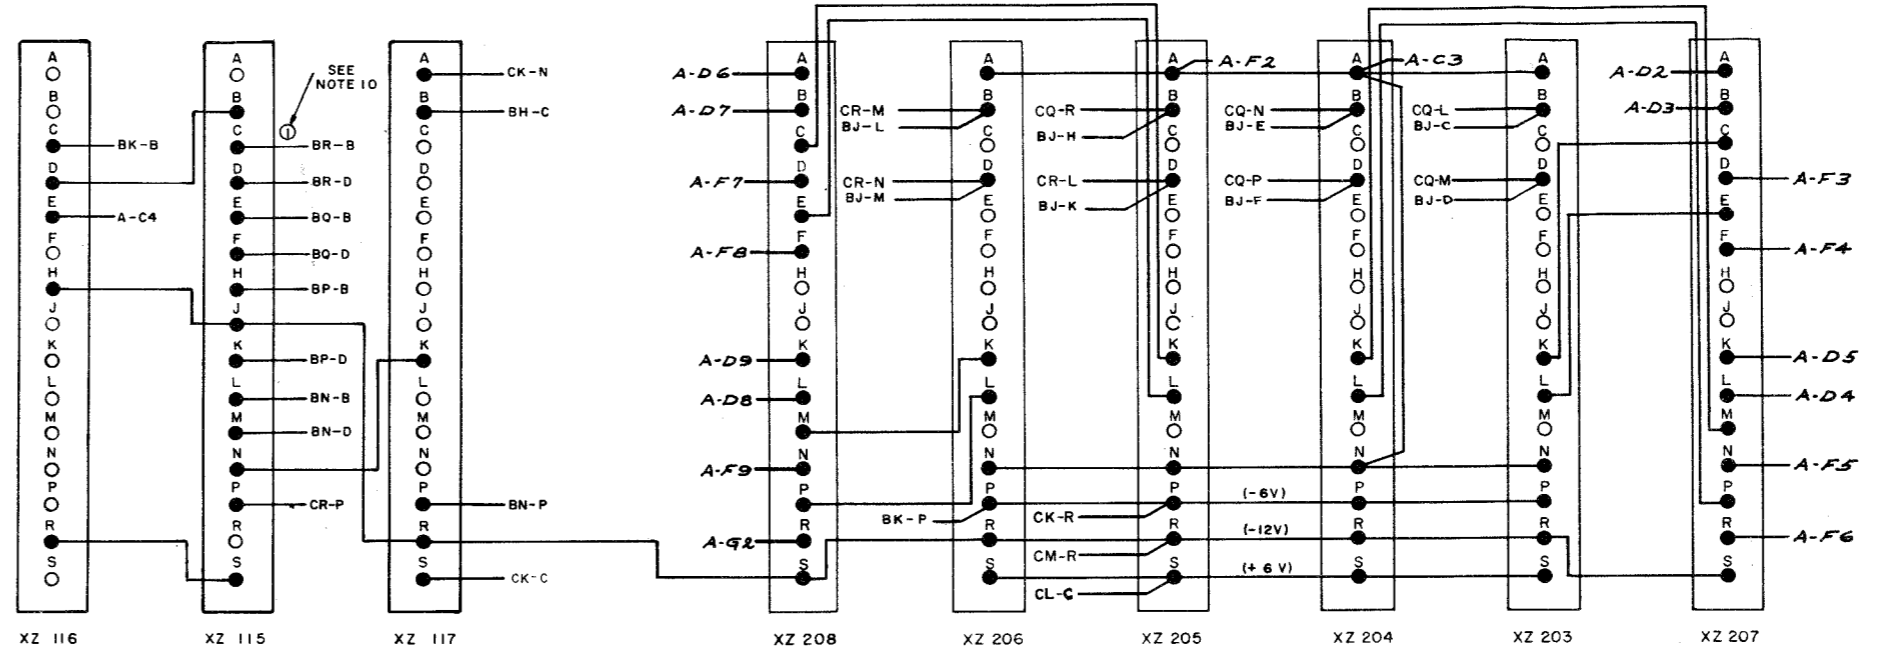 A A A A A A A A A
SEE
NOTE 10
CK-N A-D6 A-F2 A-C3 A-D2
B B B B B B B B B
BH-C A-D7 CR-M CQ-R CQ-N CQ-L A-D3
BJ-L BJ-H BJ-E BJ-C
C C C C C C C C C
BK-B BR-B
D D D D D D D D D
BR-D A-F7 CR-N CR-L CQ-P CQ-M A-F3
BJ-M BJ-K BJ-F BJ-D
E E E E E E E E E
A-C4 BQ-B
F F F F F F F F F
BQ-D A-F8 A-F4
H H H H H H H H H
BP-B
J J J J J J J J J
K K K K K K K K K
BP-D A-D9 A-D5
L L L L L L L L L
BN-B A-D8 A-D4
M M M M M M M M M
BN-D
N N N N N N N N N
A-F9 A-F5
P P P P P P P P P
CR-P BN-P (-6V)
BK-P CK-R
R R R R R R R R R
A-G2 (-12V) A-F6
CM-R
S S S S S S S S S
CK-C (+6V)
CL-C
XZ 116 XZ 115 XZ 117 XZ 208 XZ 206 XZ 205 XZ 204 XZ 203 XZ 207